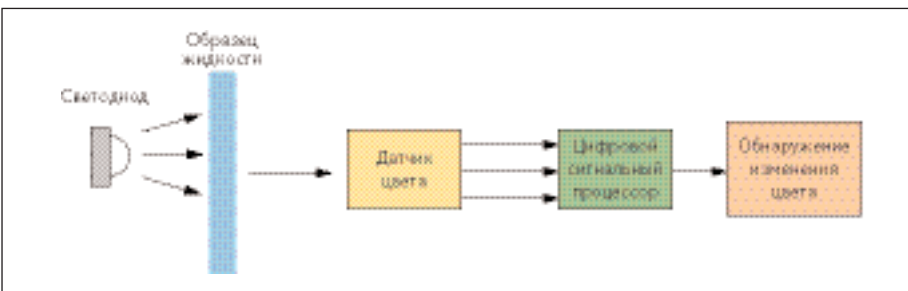 Образец
жидкости
Светодиод
Датчик
цвета
Цифровой
сигнальный
процессор
Обнаружение
изменения
цвета